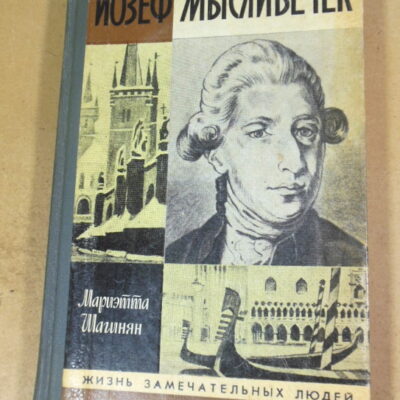 ЙОЗЕФ МЫСЛИВЕЧЕК
Мариэтта
Шагинян
ЖИЗНЬ ЗАМЕЧАТЕЛЬНЫХ ЛЮДЕЙ